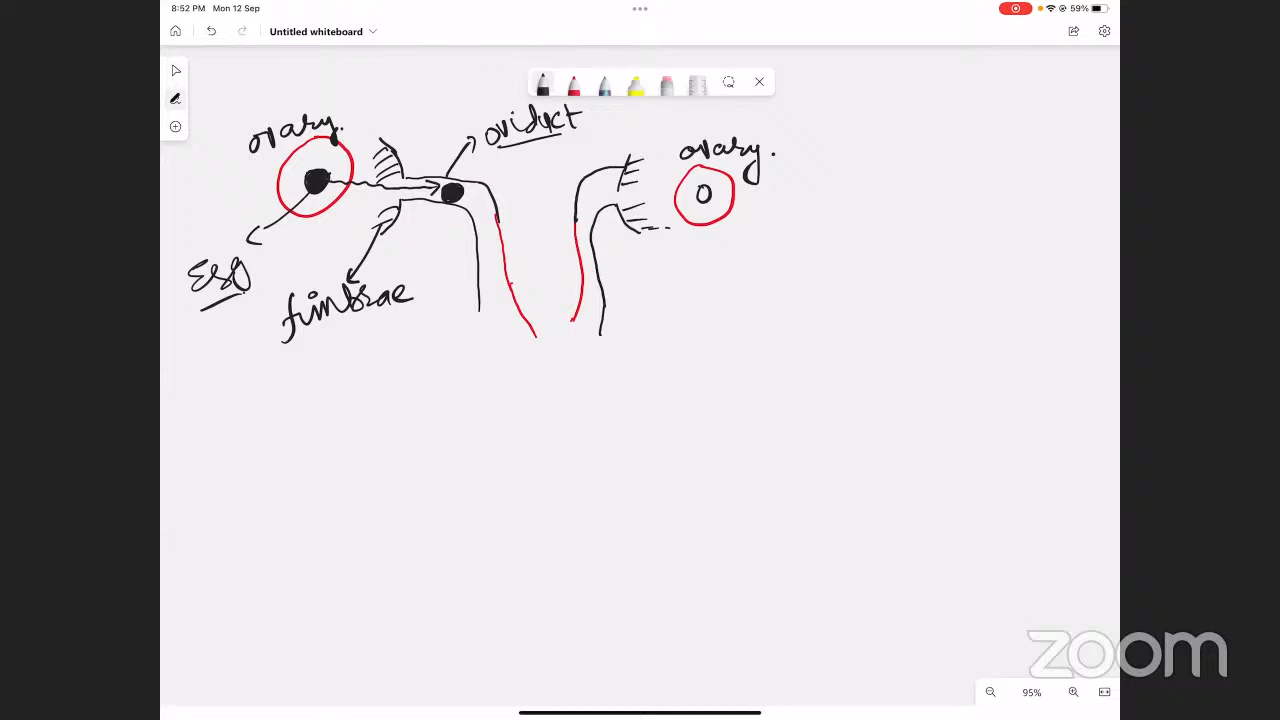 8:52 PM Mon 12 Sep
59%
Untitled whiteboard
ovary.
oviduct
ovary.
Egg
fimbrae
zoom
95%